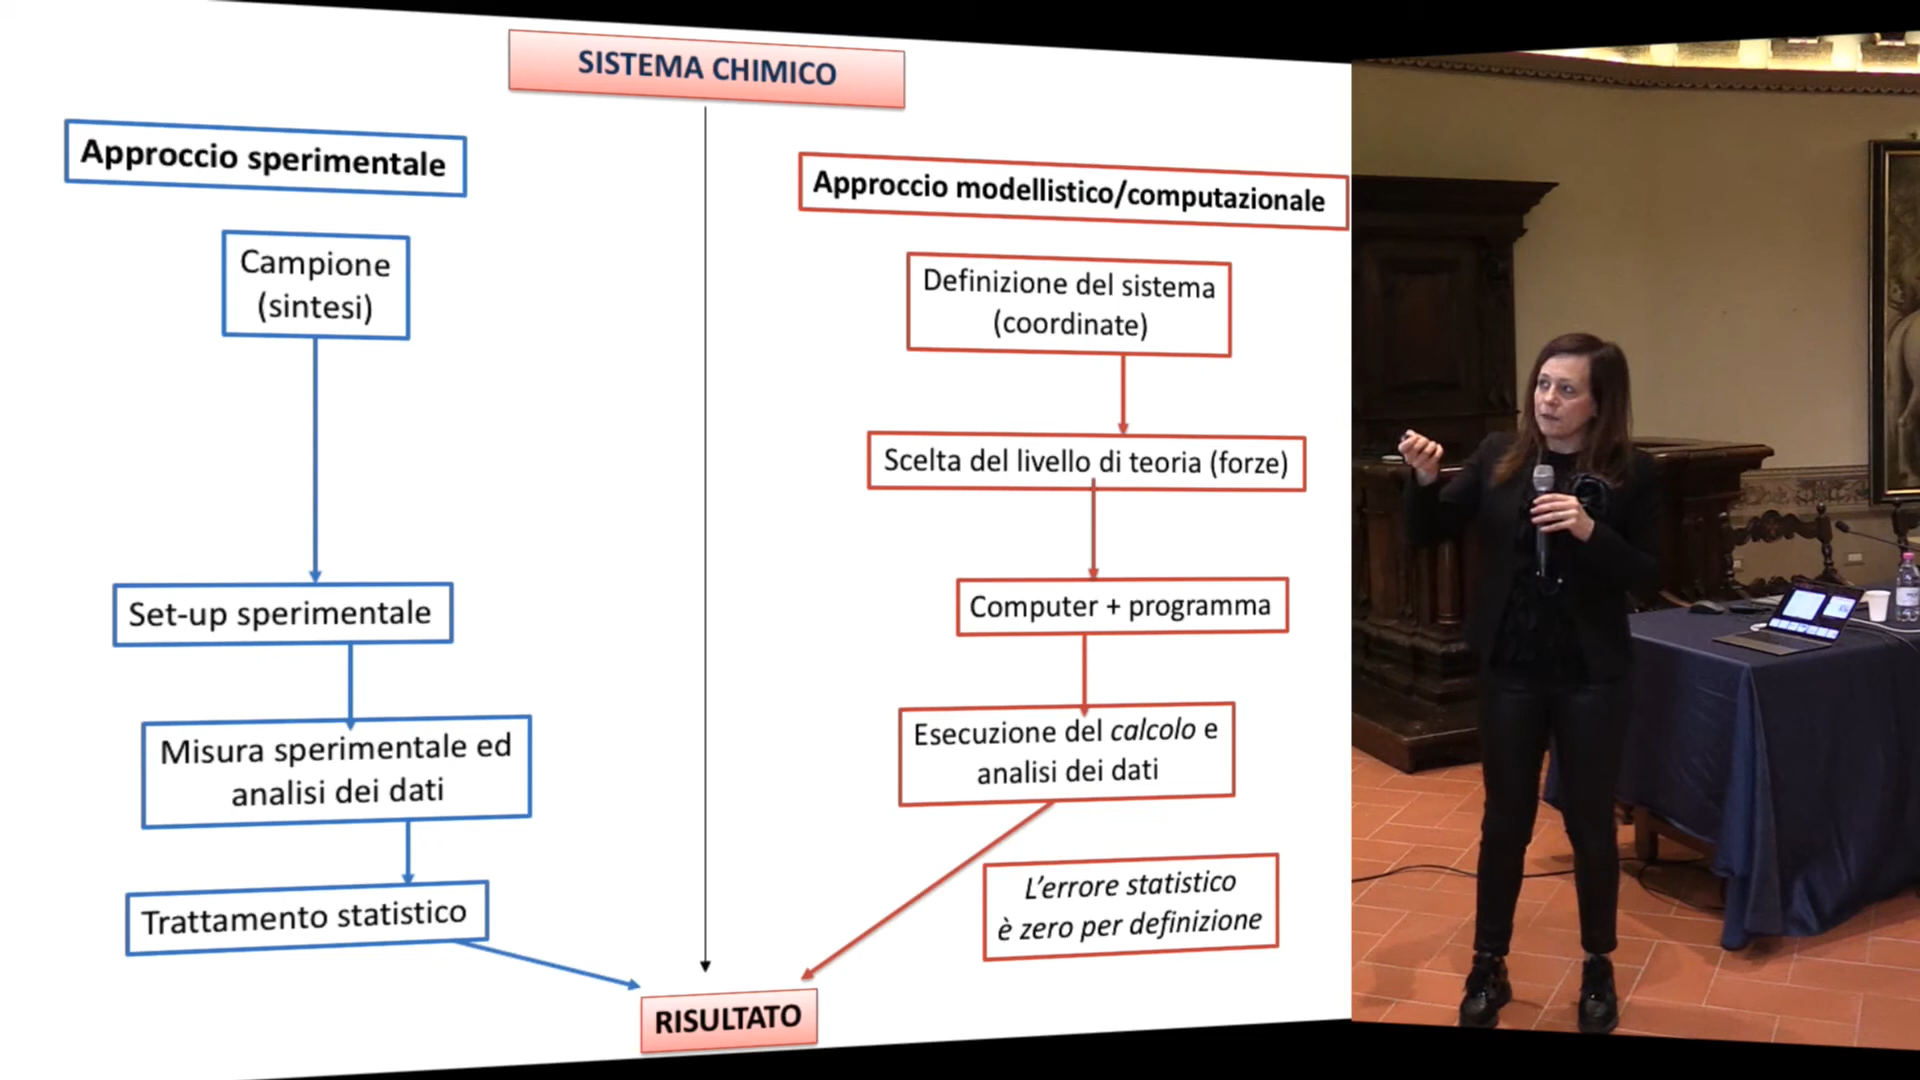 SISTEMA CHIMICO
Approccio sperimentale
Campione
(sintesi)
Set-up sperimentale
Misura sperimentale ed
analisi dei dati
Trattamento statistico
Approccio modellistico/computazionale
Definizione del sistema
(coordinate)
Scelta del livello di teoria (forze)
Computer + programma
Esecuzione del calcolo e
analisi dei dati
L'errore statistico
è zero per definizione
RISULTATO